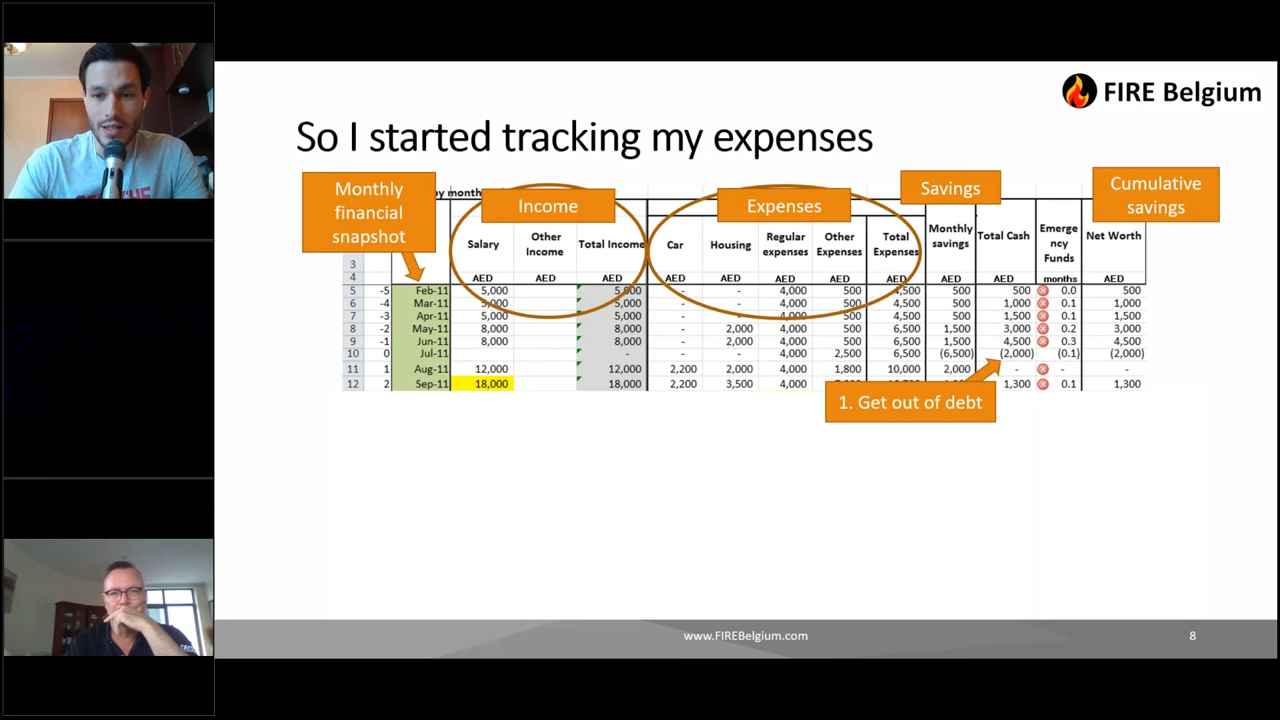 FIRE Belgium
So I started tracking my expenses
Monthly financial snapshot
by month
Income
Expenses
Savings
Cumulative savings
Salary Other Income Total Income Car Housing Regular expenses Other Expenses Total Expenses Monthly savings Total Cash Emerge ncy Funds Net Worth
3
4 AED AED AED AED AED AED AED AED AED AED months AED
5 -5 Feb-11 5,000 5,000 - - 4,000 500 4,500 500 500 0.0 500
6 -4 Mar-11 5,000 5,000 - - 4,000 500 4,500 500 1,000 0.1 1,000
7 -3 Apr-11 5,000 5,000 - - 4,000 500 4,500 500 1,500 0.1 1,500
8 -2 May-11 8,000 8,000 - 2,000 4,000 500 6,500 1,500 3,000 0.2 3,000
9 -1 Jun-11 8,000 8,000 - 2,000 4,000 500 6,500 1,500 4,500 0.3 4,500
10 0 Jul-11 - 4,000 2,500 6,500 (6,500) (2,000) (0.1) (2,000)
11 1 Aug-11 12,000 12,000 2,200 2,000 4,000 1,800 10,000 2,000 - - -
12 2 Sep-11 18,000 18,000 2,200 3,500 4,000 1,300 0.1 1,300
1. Get out of debt
www.FIREBelgium.com
8